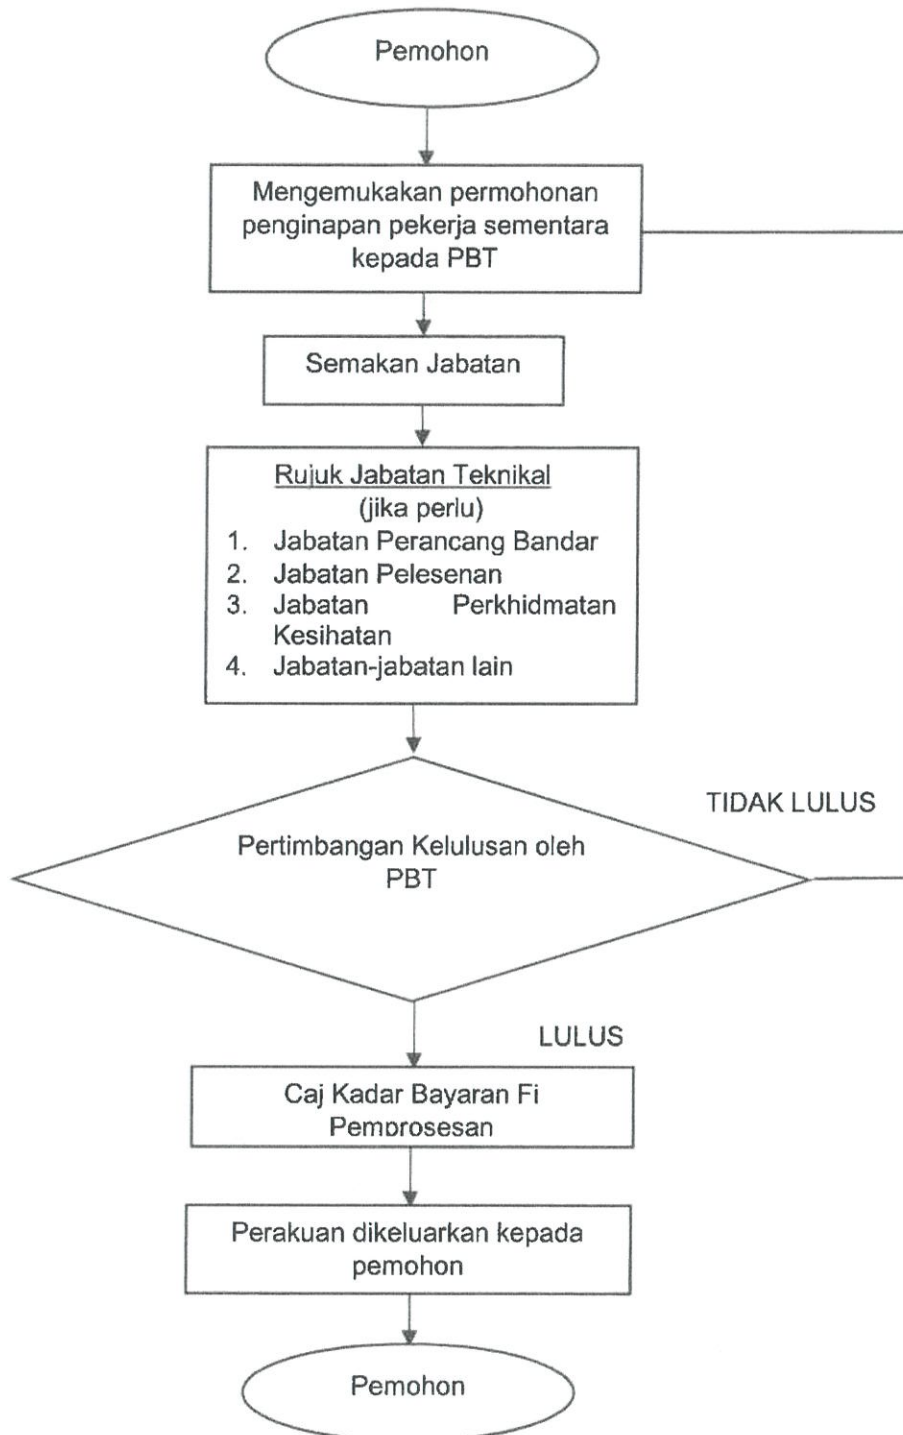 Pemohon
Mengemukakan permohonan
penginapan pekerja sementara
kepada PBT
Semakan Jabatan
Rujuk Jabatan Teknikal
(jika perlu)
1. Jabatan Perancang Bandar
2. Jabatan Pelesenan
3. Jabatan Perkhidmatan
Kesihatan
4. Jabatan-jabatan lain
TIDAK LULUS
Pertimbangan Kelulusan oleh
PBT
LULUS
Caj Kadar Bayaran Fi
Pemprosesan
Perakuan dikeluarkan kepada
pemohon
Pemohon